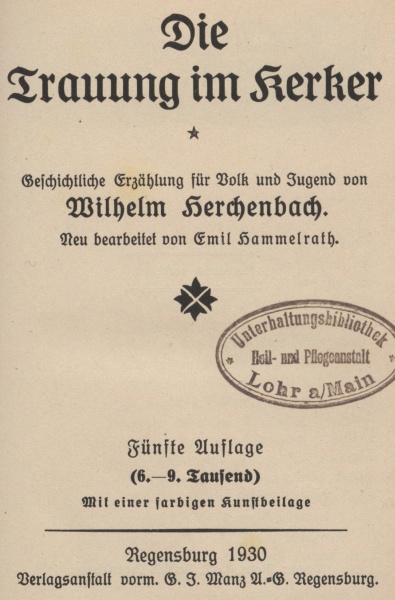 Die
Trauung im Kerker
Geschichtliche Erzählung für Volk und Jugend von
Wilhelm Herchenbach.
Neu bearbeitet von Emil Hammelrath.
Unterhaltungsbibliothek
Heil- und Pflegeanstalt
Lohr a/Main
Fünfte Auflage
(6.—9. Tausend)
Mit einer farbigen Kunstbeilage
Regensburg 1930
Verlagsanstalt vorm. G. J. Manz A.-G. Regensburg.